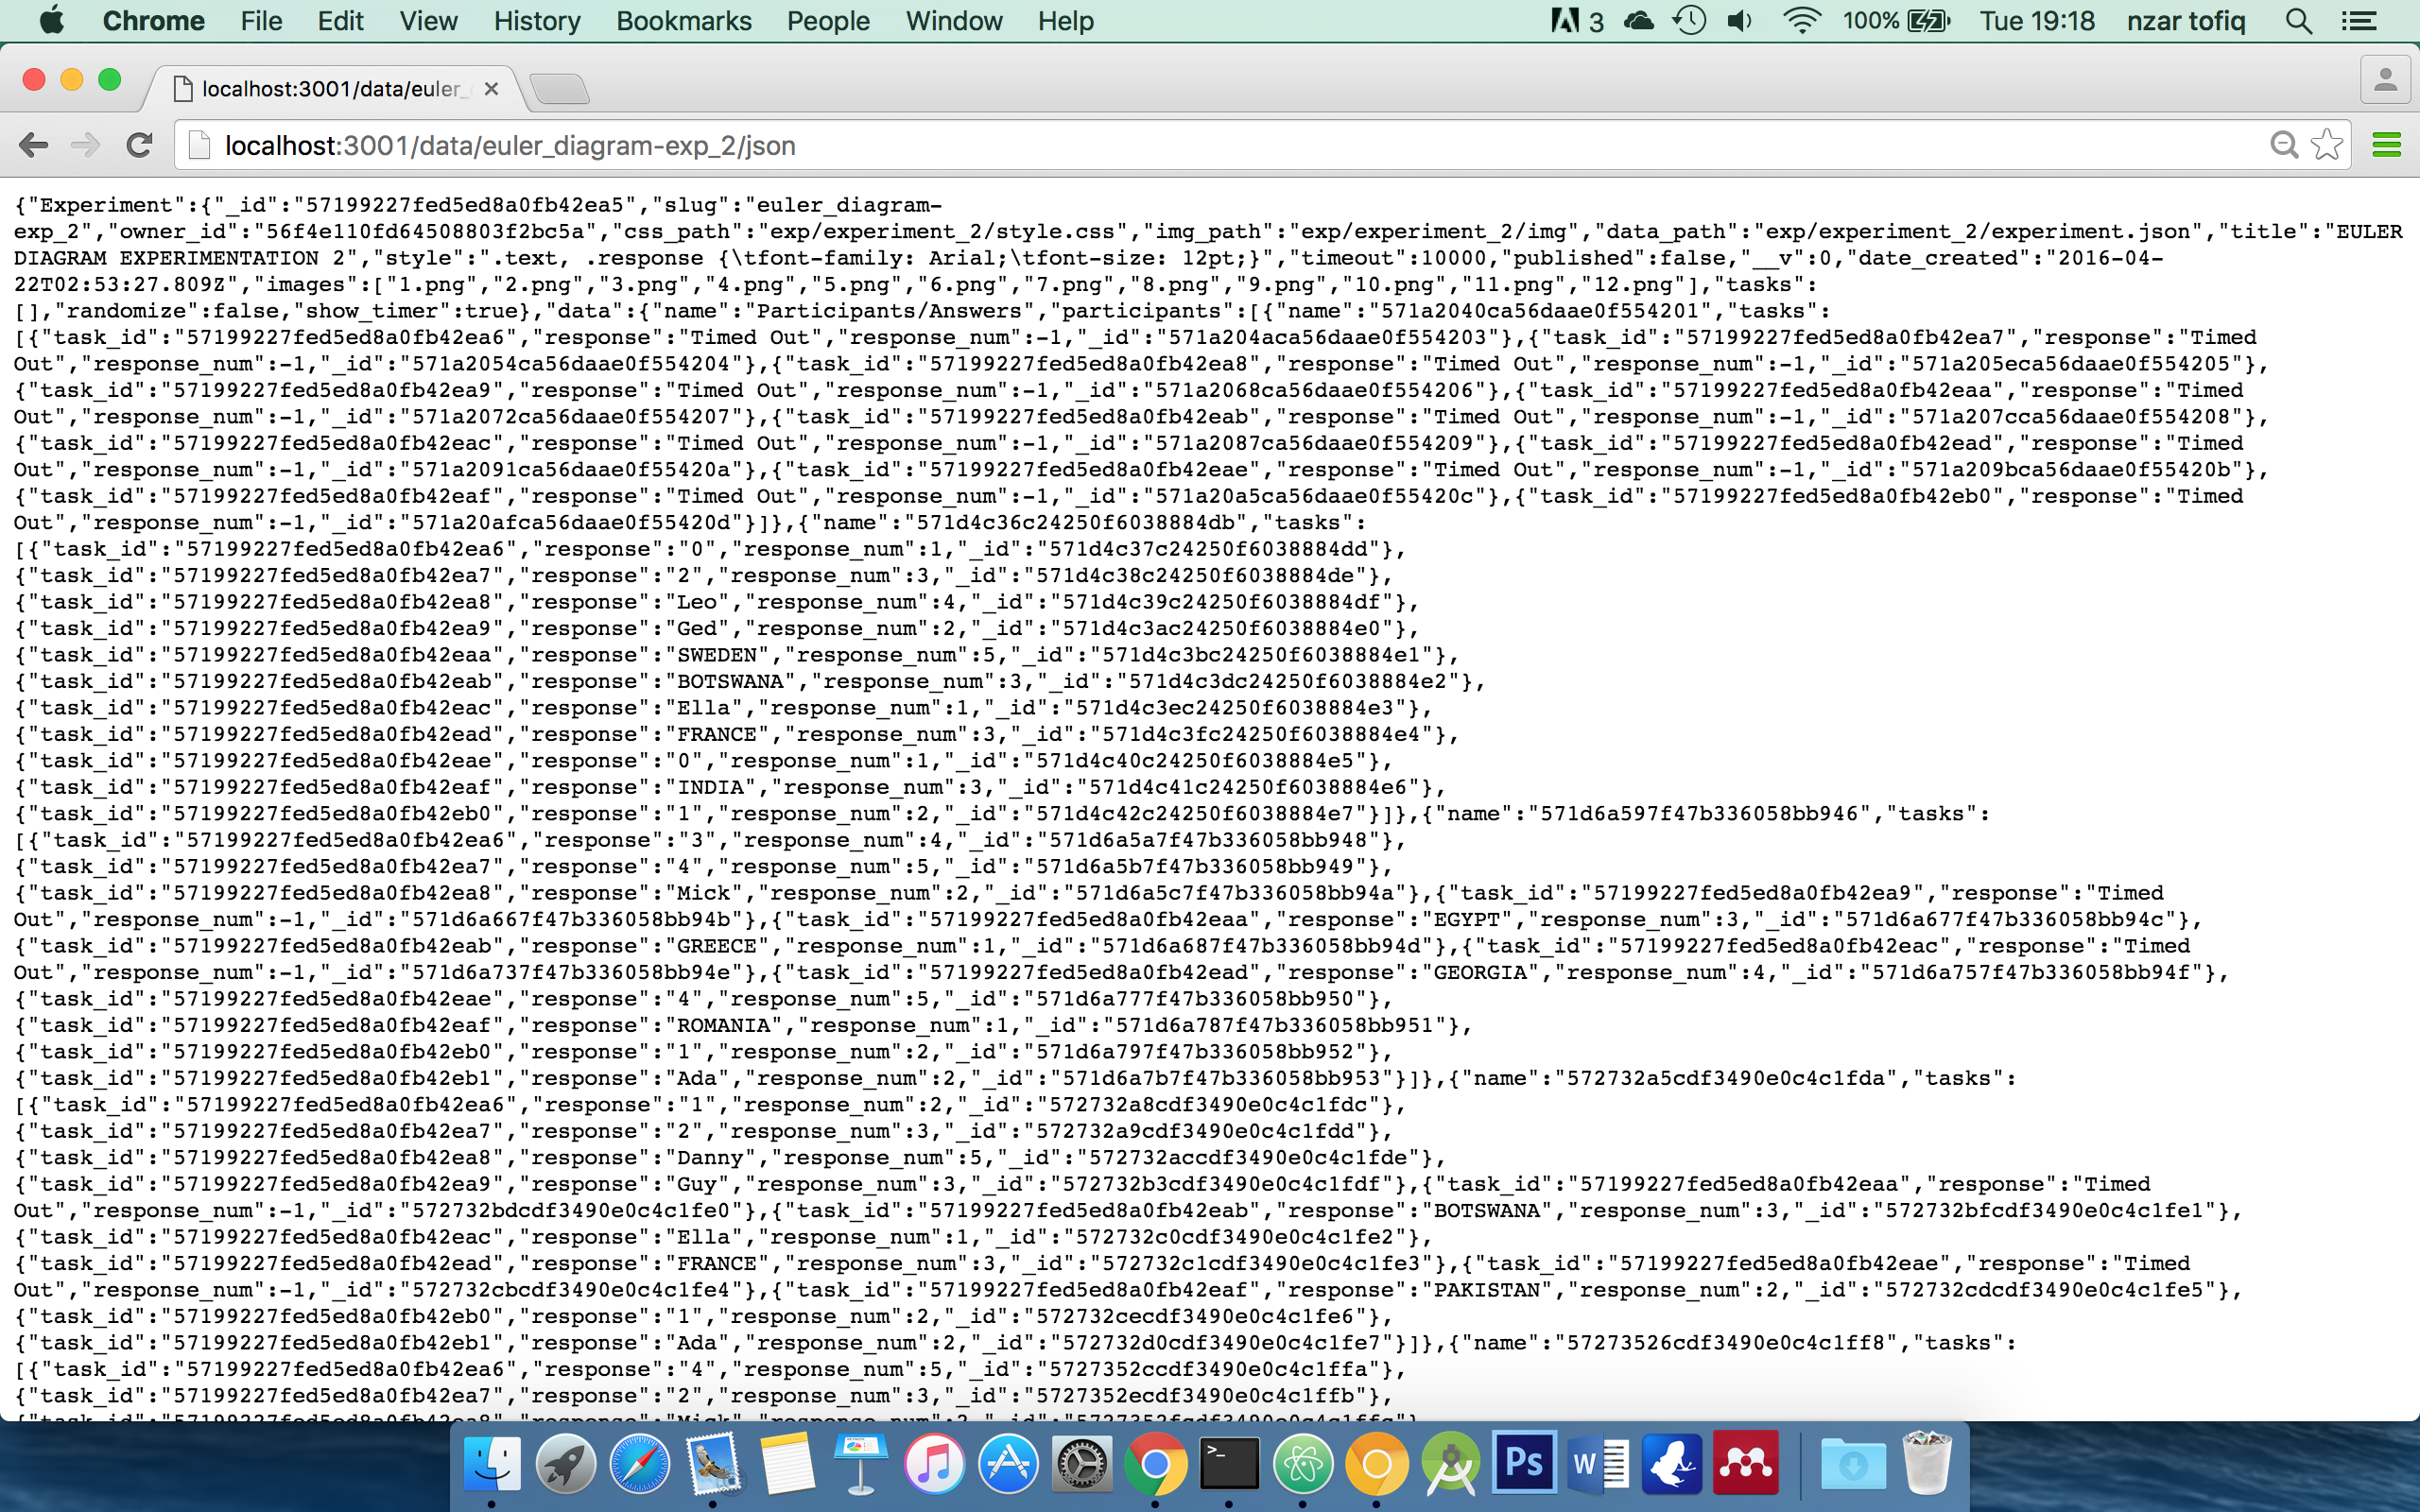 Chrome File Edit View History Bookmarks People Window Help 3 100% Tue 19:18 nzar tofiq
localhost:3001/data/euler_
localhost:3001/data/euler_diagram-exp_2/json
{"Experiment":{"_id":"57199227fed5ed8a0fb42ea5","slug":"euler_diagram-
exp_2","owner_id":"56f4e110fd64508803f2bc5a","css_path":"exp/experiment_2/style.css","img_path":"exp/experiment_2/img","data_path":"exp/experiment_2/experiment.json","title":"EULER
DIAGRAM EXPERIMENTATION 2","style":".text, .response {\tfont-family: Arial;\tfont-size: 12pt;}","timeout":10000,"published":false,"__v":0,"date_created":"2016-04-
22T02:53:27.809Z","images":["1.png","2.png","3.png","4.png","5.png","6.png","7.png","8.png","9.png","10.png","11.png","12.png"],"tasks":
[],"randomize":false,"show_timer":true},"data":{"name":"Participants/Answers","participants":[{"name":"571a2040ca56daae0f554201","tasks":
[{"task_id":"57199227fed5ed8a0fb42ea6","response":"Timed Out","response_num":-1,"_id":"571a204aca56daae0f554203"},{"task_id":"57199227fed5ed8a0fb42ea7","response":"Timed
Out","response_num":-1,"_id":"571a2054ca56daae0f554204"},{"task_id":"57199227fed5ed8a0fb42ea8","response":"Timed Out","response_num":-1,"_id":"571a205eca56daae0f554205"},
{"task_id":"57199227fed5ed8a0fb42ea9","response":"Timed Out","response_num":-1,"_id":"571a2068ca56daae0f554206"},{"task_id":"57199227fed5ed8a0fb42eaa","response":"Timed
Out","response_num":-1,"_id":"571a2072ca56daae0f554207"},{"task_id":"57199227fed5ed8a0fb42eab","response":"Timed Out","response_num":-1,"_id":"571a207cca56daae0f554208"},
{"task_id":"57199227fed5ed8a0fb42eac","response":"Timed Out","response_num":-1,"_id":"571a2087ca56daae0f554209"},{"task_id":"57199227fed5ed8a0fb42ead","response":"Timed
Out","response_num":-1,"_id":"571a2091ca56daae0f55420a"},{"task_id":"57199227fed5ed8a0fb42eae","response":"Timed Out","response_num":-1,"_id":"571a209bca56daae0f55420b"},
{"task_id":"57199227fed5ed8a0fb42eaf","response":"Timed Out","response_num":-1,"_id":"571a20a5ca56daae0f55420c"},{"task_id":"57199227fed5ed8a0fb42eb0","response":"Timed
Out","response_num":-1,"_id":"571a20afca56daae0f55420d"}]},{"name":"571d4c36c24250f6038884db","tasks":
[{"task_id":"57199227fed5ed8a0fb42ea6","response":"0","response_num":1,"_id":"571d4c37c24250f6038884dd"},
{"task_id":"57199227fed5ed8a0fb42ea7","response":"2","response_num":3,"_id":"571d4c38c24250f6038884de"},
{"task_id":"57199227fed5ed8a0fb42ea8","response":"Leo","response_num":4,"_id":"571d4c39c24250f6038884df"},
{"task_id":"57199227fed5ed8a0fb42ea9","response":"Ged","response_num":2,"_id":"571d4c3ac24250f6038884e0"},
{"task_id":"57199227fed5ed8a0fb42eaa","response":"SWEDEN","response_num":5,"_id":"571d4c3bc24250f6038884e1"},
{"task_id":"57199227fed5ed8a0fb42eab","response":"BOTSWANA","response_num":3,"_id":"571d4c3dc24250f6038884e2"},
{"task_id":"57199227fed5ed8a0fb42eac","response":"Ella","response_num":1,"_id":"571d4c3ec24250f6038884e3"},
{"task_id":"57199227fed5ed8a0fb42ead","response":"FRANCE","response_num":3,"_id":"571d4c3fc24250f6038884e4"},
{"task_id":"57199227fed5ed8a0fb42eae","response":"0","response_num":1,"_id":"571d4c40c24250f6038884e5"},
{"task_id":"57199227fed5ed8a0fb42eaf","response":"INDIA","response_num":3,"_id":"571d4c41c24250f6038884e6"},
{"task_id":"57199227fed5ed8a0fb42eb0","response":"1","response_num":2,"_id":"571d4c42c24250f6038884e7"}]},{"name":"571d6a597f47b336058bb946","tasks":
[{"task_id":"57199227fed5ed8a0fb42ea6","response":"3","response_num":4,"_id":"571d6a5a7f47b336058bb948"},
{"task_id":"57199227fed5ed8a0fb42ea7","response":"4","response_num":5,"_id":"571d6a5b7f47b336058bb949"},
{"task_id":"57199227fed5ed8a0fb42ea8","response":"Mick","response_num":2,"_id":"571d6a5c7f47b336058bb94a"},{"task_id":"57199227fed5ed8a0fb42ea9","response":"Timed
Out","response_num":-1,"_id":"571d6a667f47b336058bb94b"},{"task_id":"57199227fed5ed8a0fb42eaa","response":"EGYPT","response_num":3,"_id":"571d6a677f47b336058bb94c"},
{"task_id":"57199227fed5ed8a0fb42eab","response":"GREECE","response_num":1,"_id":"571d6a687f47b336058bb94d"},{"task_id":"57199227fed5ed8a0fb42eac","response":"Timed
Out","response_num":-1,"_id":"571d6a737f47b336058bb94e"},{"task_id":"57199227fed5ed8a0fb42ead","response":"GEORGIA","response_num":4,"_id":"571d6a757f47b336058bb94f"},
{"task_id":"57199227fed5ed8a0fb42eae","response":"4","response_num":5,"_id":"571d6a777f47b336058bb950"},
{"task_id":"57199227fed5ed8a0fb42eaf","response":"ROMANIA","response_num":1,"_id":"571d6a787f47b336058bb951"},
{"task_id":"57199227fed5ed8a0fb42eb0","response":"1","response_num":2,"_id":"571d6a797f47b336058bb952"},
{"task_id":"57199227fed5ed8a0fb42eb1","response":"Ada","response_num":2,"_id":"571d6a7b7f47b336058bb953"}]},{"name":"572732a5cdf3490e0c4c1fda","tasks":
[{"task_id":"57199227fed5ed8a0fb42ea6","response":"1","response_num":2,"_id":"572732a8cdf3490e0c4c1fdc"},
{"task_id":"57199227fed5ed8a0fb42ea7","response":"2","response_num":3,"_id":"572732a9cdf3490e0c4c1fdd"},
{"task_id":"57199227fed5ed8a0fb42ea8","response":"Danny","response_num":5,"_id":"572732accdf3490e0c4c1fde"},
{"task_id":"57199227fed5ed8a0fb42ea9","response":"Guy","response_num":3,"_id":"572732b3cdf3490e0c4c1fdf"},{"task_id":"57199227fed5ed8a0fb42eaa","response":"Timed
Out","response_num":-1,"_id":"572732bdcdf3490e0c4c1fe0"},{"task_id":"57199227fed5ed8a0fb42eab","response":"BOTSWANA","response_num":3,"_id":"572732bfcdf3490e0c4c1fe1"},
{"task_id":"57199227fed5ed8a0fb42eac","response":"Ella","response_num":1,"_id":"572732c0cdf3490e0c4c1fe2"},
{"task_id":"57199227fed5ed8a0fb42ead","response":"FRANCE","response_num":3,"_id":"572732c1cdf3490e0c4c1fe3"},{"task_id":"57199227fed5ed8a0fb42eae","response":"Timed
Out","response_num":-1,"_id":"572732cbcdf3490e0c4c1fe4"},{"task_id":"57199227fed5ed8a0fb42eaf","response":"PAKISTAN","response_num":2,"_id":"572732cdcdf3490e0c4c1fe5"},
{"task_id":"57199227fed5ed8a0fb42eb0","response":"1","response_num":2,"_id":"572732cecdf3490e0c4c1fe6"},
{"task_id":"57199227fed5ed8a0fb42eb1","response":"Ada","response_num":2,"_id":"572732d0cdf3490e0c4c1fe7"}]},{"name":"57273526cdf3490e0c4c1ff8","tasks":
[{"task_id":"57199227fed5ed8a0fb42ea6","response":"4","response_num":5,"_id":"5727352ccdf3490e0c4c1ffa"},
{"task_id":"57199227fed5ed8a0fb42ea7","response":"2","response_num":3,"_id":"5727352ecdf3490e0c4c1ffb"},
Ps W